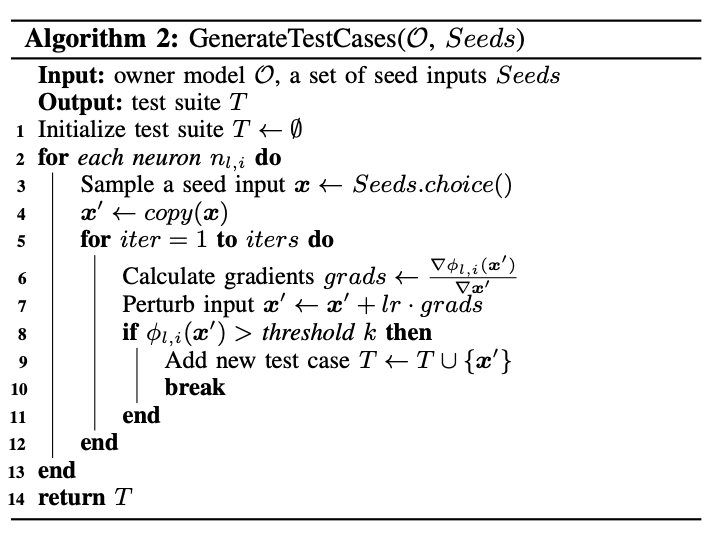 Algorithm 2: GenerateTestCases(𝒪, Seeds)
Input: owner model 𝒪, a set of seed inputs Seeds
Output: test suite T
1 Initialize test suite T ← ∅
2 for each neuron n_{l,i} do
3 Sample a seed input x ← Seeds.choice()
4 x′ ← copy(x)
5 for iter = 1 to iters do
6 Calculate gradients grads ← ∇ϕ_{l,i}(x′) / ∇x′
7 Perturb input x′ ← x′ + lr · grads
8 if ϕ_{l,i}(x′) > threshold k then
9 Add new test case T ← T ∪ {x′}
10 break
11 end
12 end
13 end
14 return T